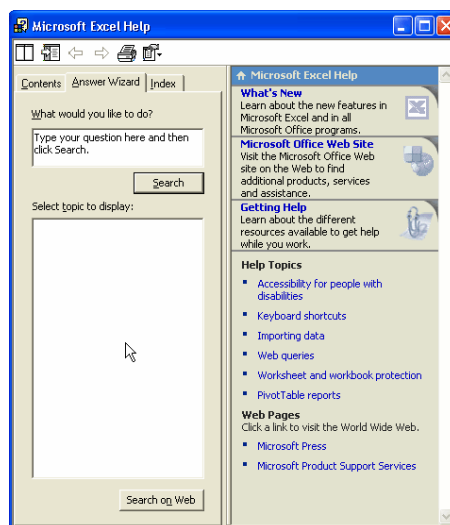 Microsoft Excel Help
Contents
Answer Wizard
Index
What would you like to do?
Type your question here and then
click Search.
Search
Select topic to display:
Search on Web
Microsoft Excel Help
What's New
Learn about the new features in
Microsoft Excel and in all
Microsoft Office programs.
Microsoft Office Web Site
Visit the Microsoft Office Web
site on the Web to find
additional products, services
and assistance.
Getting Help
Learn about the different
resources available to get help
while you work.
Help Topics
Accessibility for people with
disabilities
Keyboard shortcuts
Importing data
Web queries
Worksheet and workbook protection
PivotTable reports
Web Pages
Click a link to visit the World Wide Web.
Microsoft Press
Microsoft Product Support Services